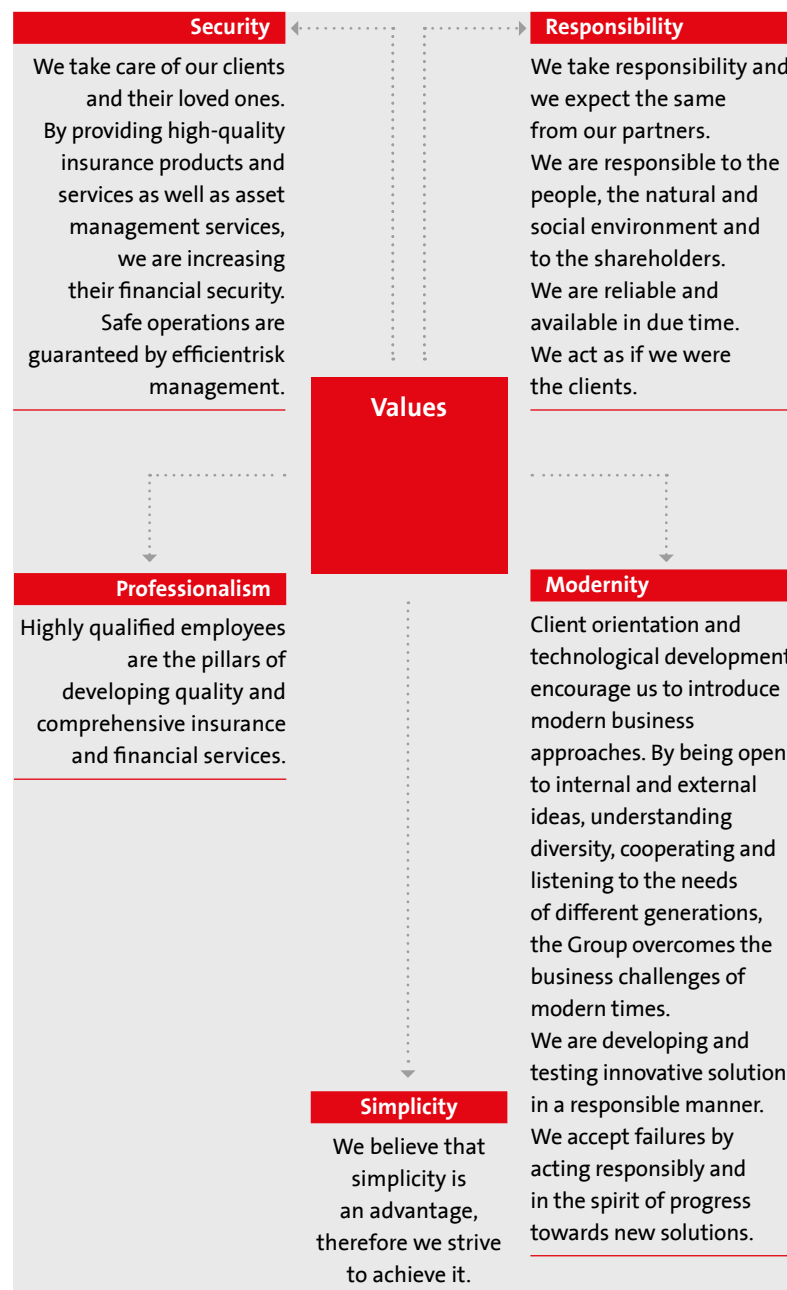 Security
We take care of our clients
and their loved ones.
By providing high-quality
insurance products and
services as well as asset
management services,
we are increasing
their financial security.
Safe operations are
guaranteed by efficientrisk
management.
Responsibility
We take responsibility and
we expect the same
from our partners.
We are responsible to the
people, the natural and
social environment and
to the shareholders.
We are reliable and
available in due time.
We act as if we were
the clients.
Values
Professionalism
Highly qualified employees
are the pillars of
developing quality and
comprehensive insurance
and financial services.
Modernity
Client orientation and
technological development
encourage us to introduce
modern business
approaches. By being open
to internal and external
ideas, understanding
diversity, cooperating and
listening to the needs
of different generations,
the Group overcomes the
business challenges of
modern times.
We are developing and
testing innovative solution
in a responsible manner.
We accept failures by
acting responsibly and
in the spirit of progress
towards new solutions.
Simplicity
We believe that
simplicity is
an advantage,
therefore we strive
to achieve it.